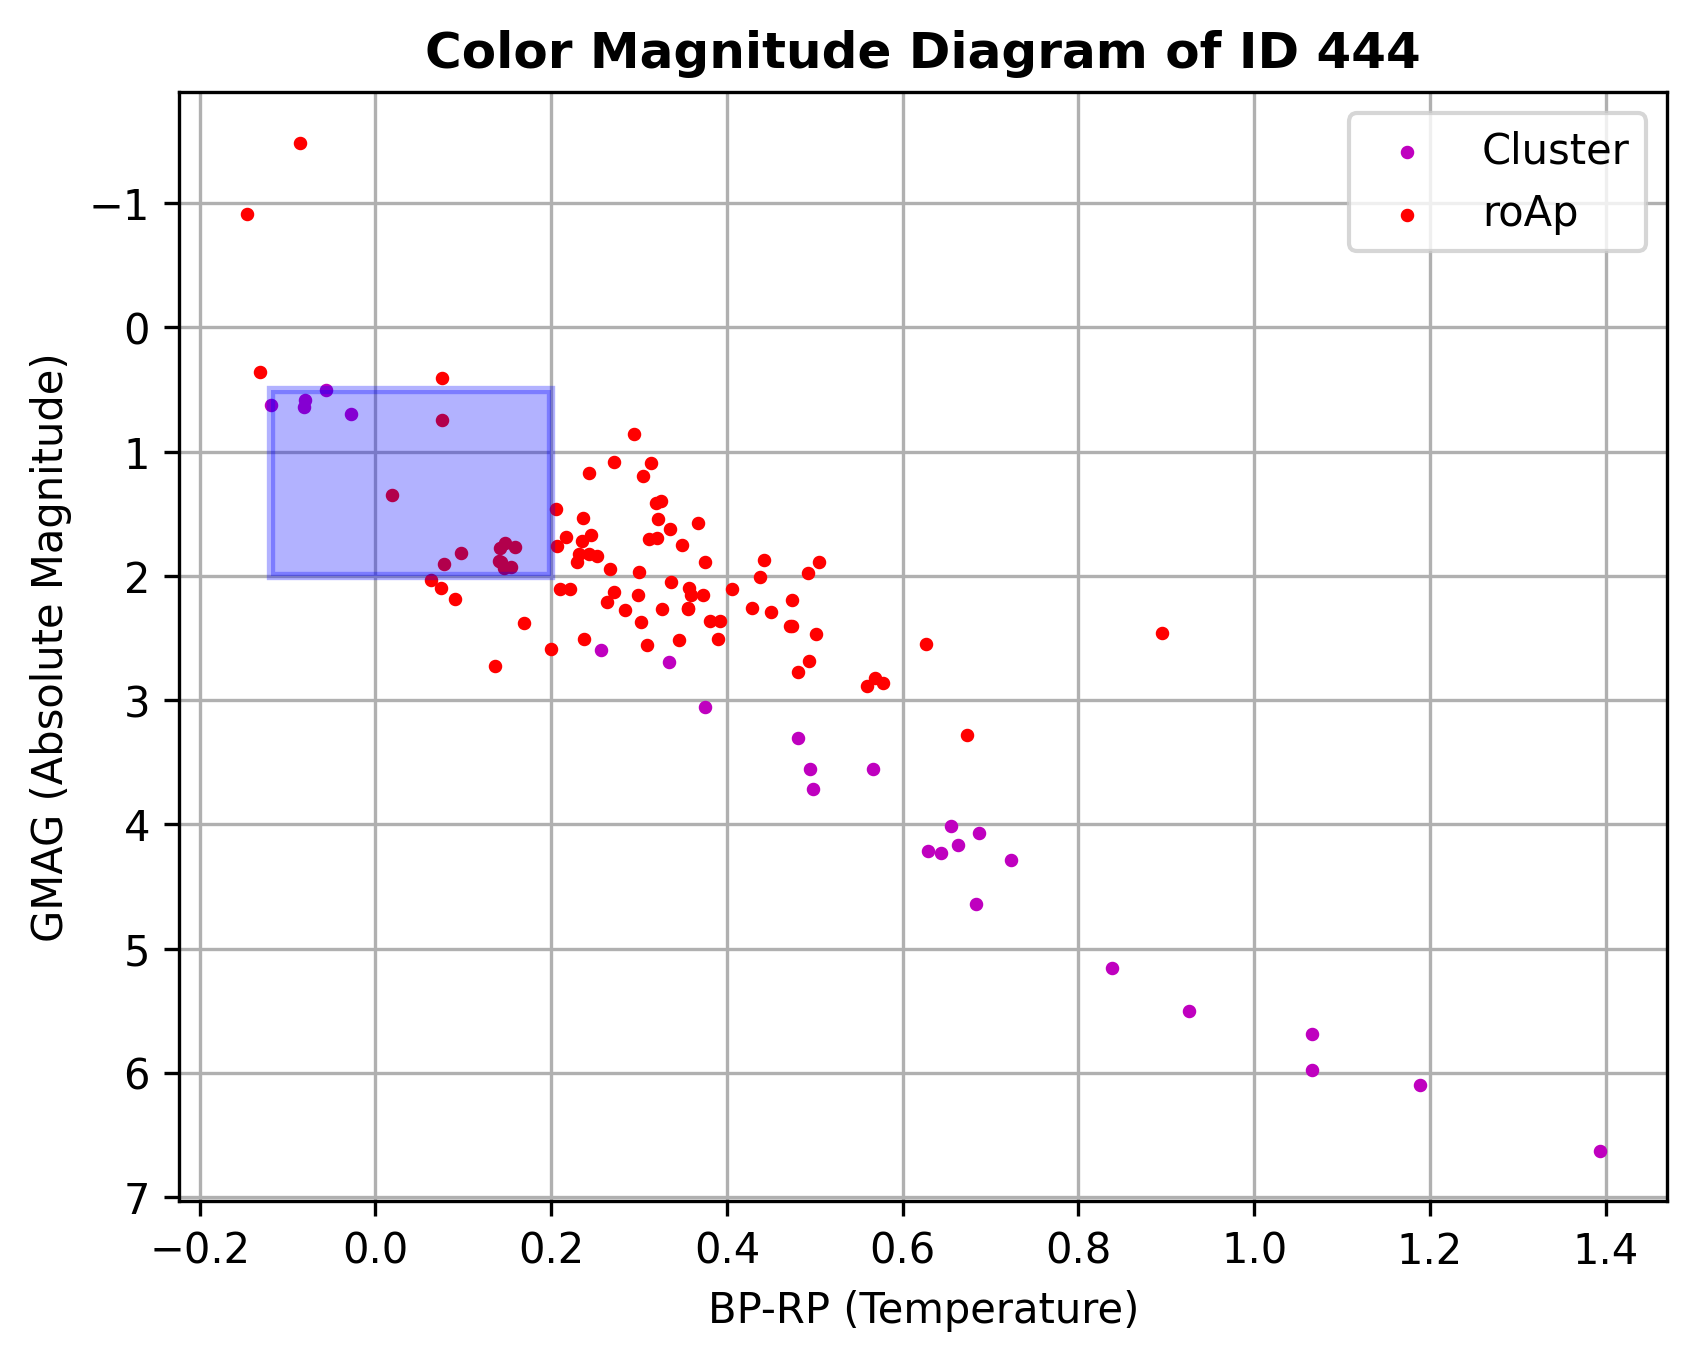 Color Magnitude Diagram of ID 444
Cluster
roAp
−1
0
1
2
3
4
5
6
7
GMAG (Absolute Magnitude)
−0.2 0.0 0.2 0.4 0.6 0.8 1.0 1.2 1.4
BP-RP (Temperature)